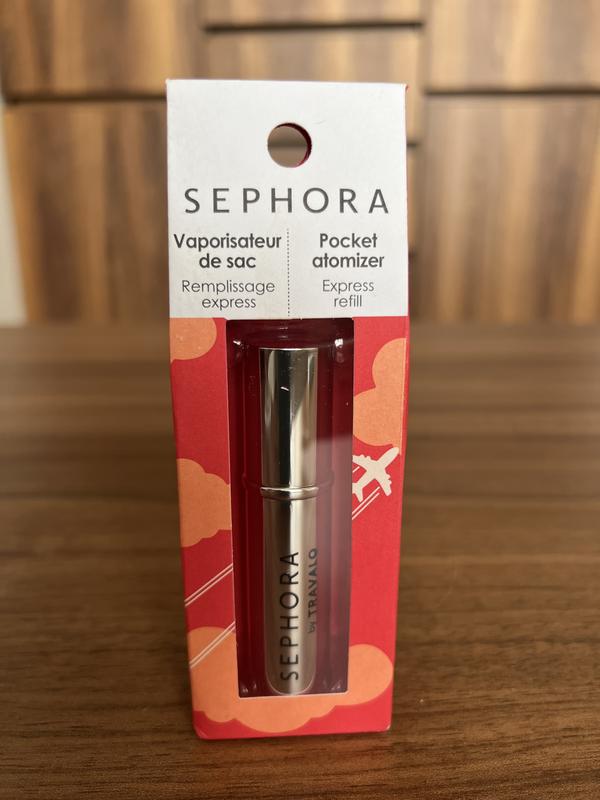 SEPHORA
Vaporisateur
de sac
Remplissage
express
Pocket
atomizer
Express
refill
SEPHORA
by TRAVALO